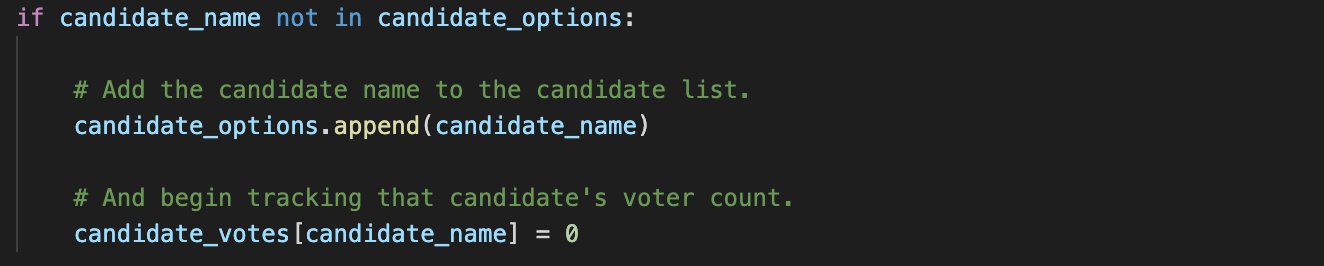 if candidate_name not in candidate_options:
# Add the candidate name to the candidate list.
candidate_options.append(candidate_name)
# And begin tracking that candidate's voter count.
candidate_votes[candidate_name] = 0